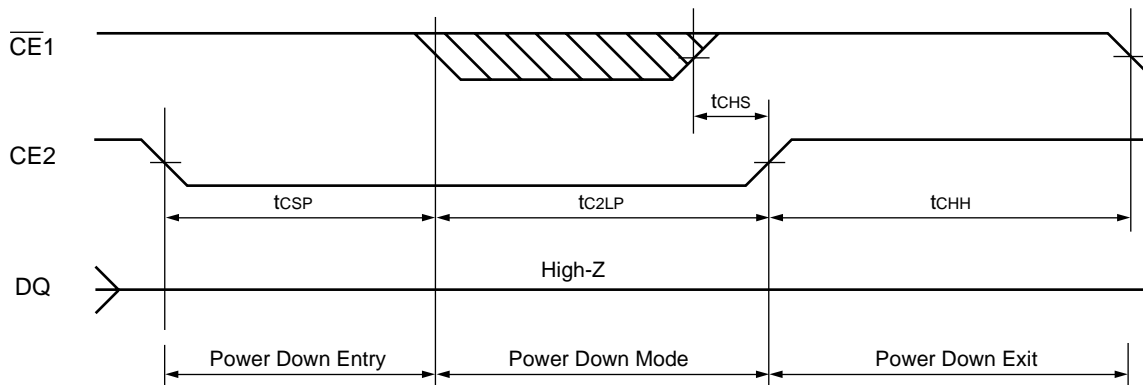 CE1
tCHS
CE2
tCSP tC2LP tCHH
High-Z
DQ
Power Down Entry Power Down Mode Power Down Exit